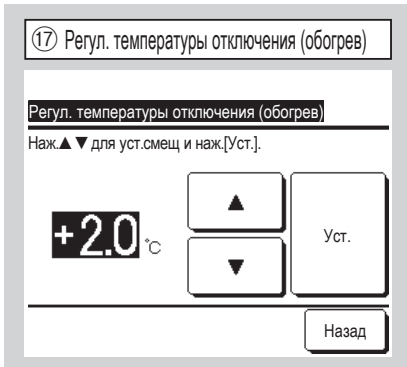 ⑰ Регул. температуры отключения (обогрев)
Регул. температуры отключения (обогрев)
Наж.▲▼ для уст.смещ и наж.[Уст.].
▲
+2.0 °C
Уст.
▼
Назад